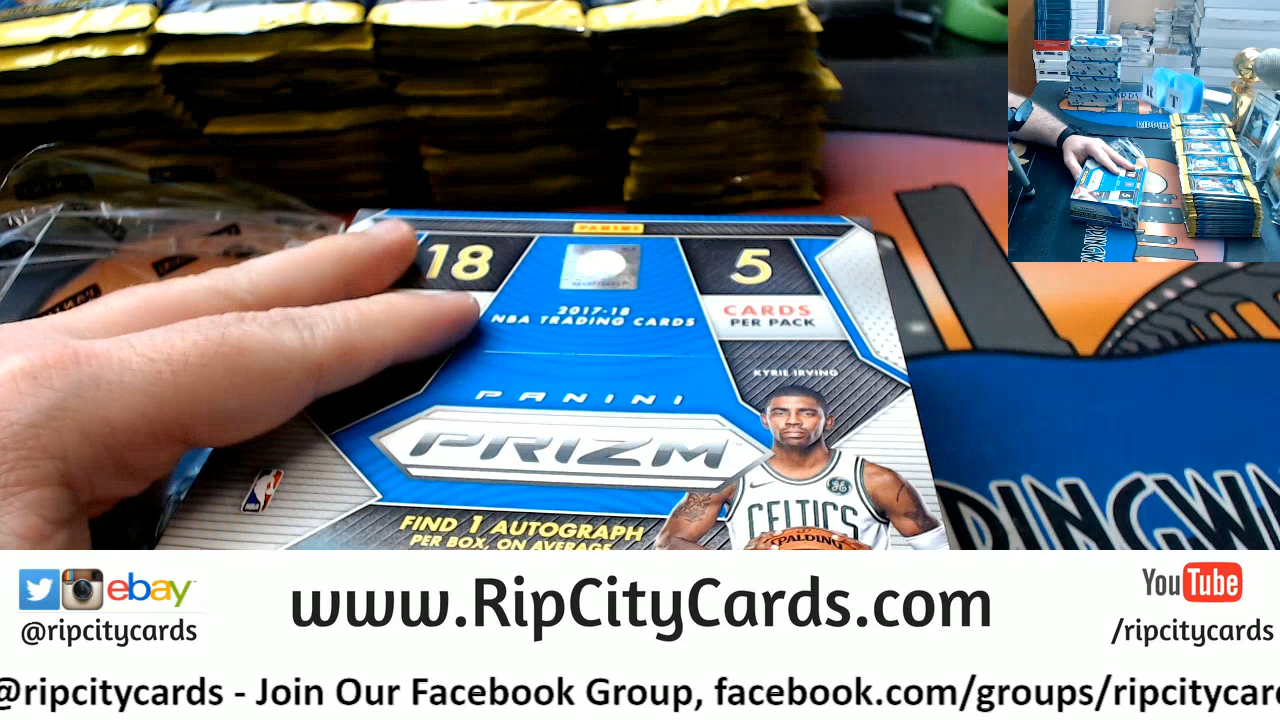 PANINI
18
5
CARDS
PER PACK
2017-18
NBA TRADING CARDS
KYRIE IRVING
PANINI
PRIZM
FIND 1 AUTOGRAPH
PER BOX, ON AVERAGE
CELTICS
SPALDING
R T
DINGW
ebay
@ripcitycards
www.RipCityCards.com
YouTube
/ripcitycards
@ripcitycards - Join Our Facebook Group, facebook.com/groups/ripcitycard